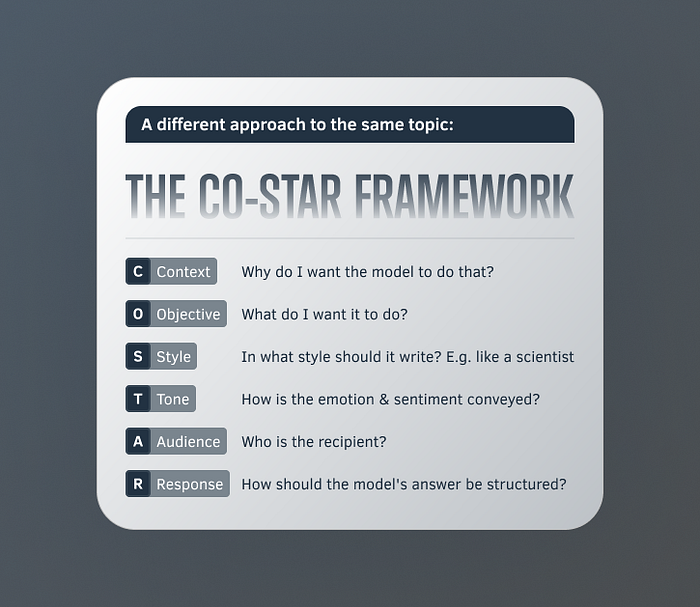 A different approach to the same topic:
THE CO-STAR FRAMEWORK
C Context Why do I want the model to do that?
O Objective What do I want it to do?
S Style In what style should it write? E.g. like a scientist
T Tone How is the emotion & sentiment conveyed?
A Audience Who is the recipient?
R Response How should the model's answer be structured?